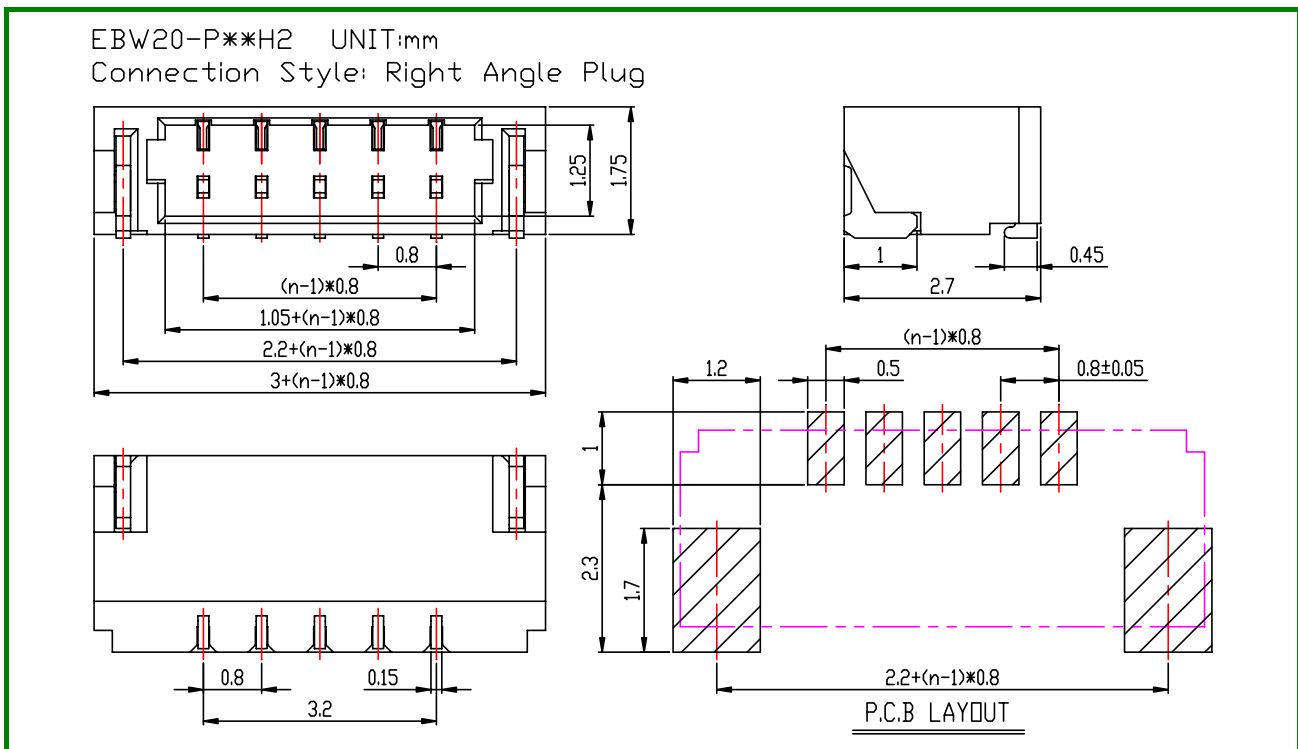 EBW20-P**H2 UNIT:mm
Connection Style: Right Angle Plug
1.25
1.75
0.8
(n-1)*0.8
1.05+(n-1)*0.8
2.2+(n-1)*0.8
3+(n-1)*0.8
1
0.45
2.7
(n-1)*0.8
1.2
0.5
0.8±0.05
1
2.3
1.7
2.2+(n-1)*0.8
P.C.B LAYOUT
0.8
0.15
3.2